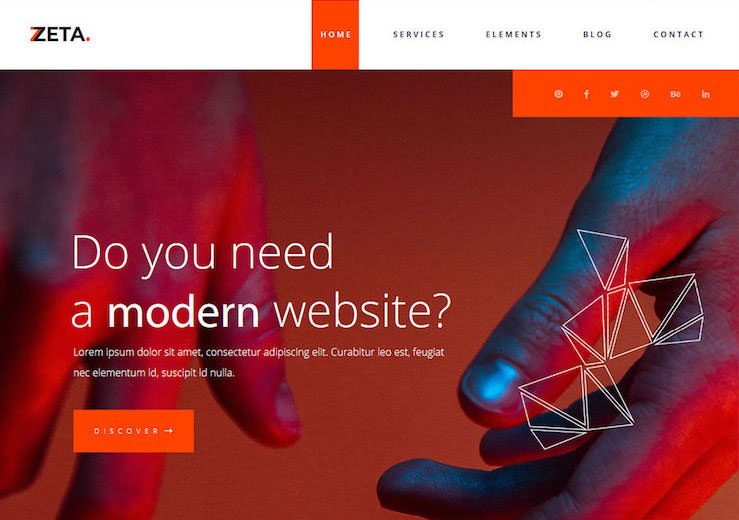 ZETA.
HOME SERVICES ELEMENTS BLOG CONTACT
Bē
in
Do you need
a modern website?
Lorem ipsum dolor sit amet, consectetur adipiscing elit. Curabitur leo est, feugiat
nec elementum id, suscipit id nulla.
DISCOVER →